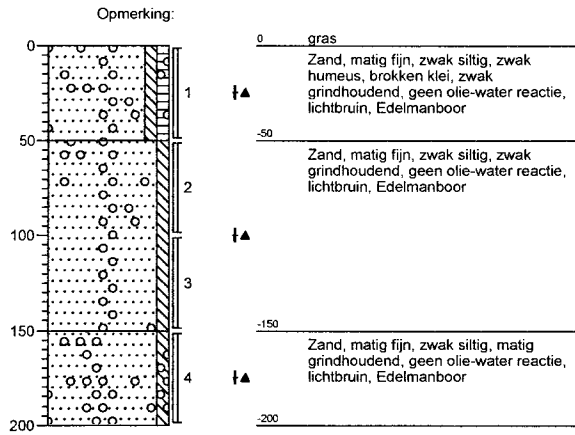 Opmerking:
0
0
gras
Zand, matig fijn, zwak siltig, zwak
humeus, brokken klei, zwak
grindhoudend, geen olie-water reactie,
lichtbruin, Edelmanboor
1
50
-50
Zand, matig fijn, zwak siltig, zwak
grindhoudend, geen olie-water reactie,
lichtbruin, Edelmanboor
2
100
3
150
-150
Zand, matig fijn, zwak siltig, matig
grindhoudend, geen olie-water reactie,
lichtbruin, Edelmanboor
4
200
-200